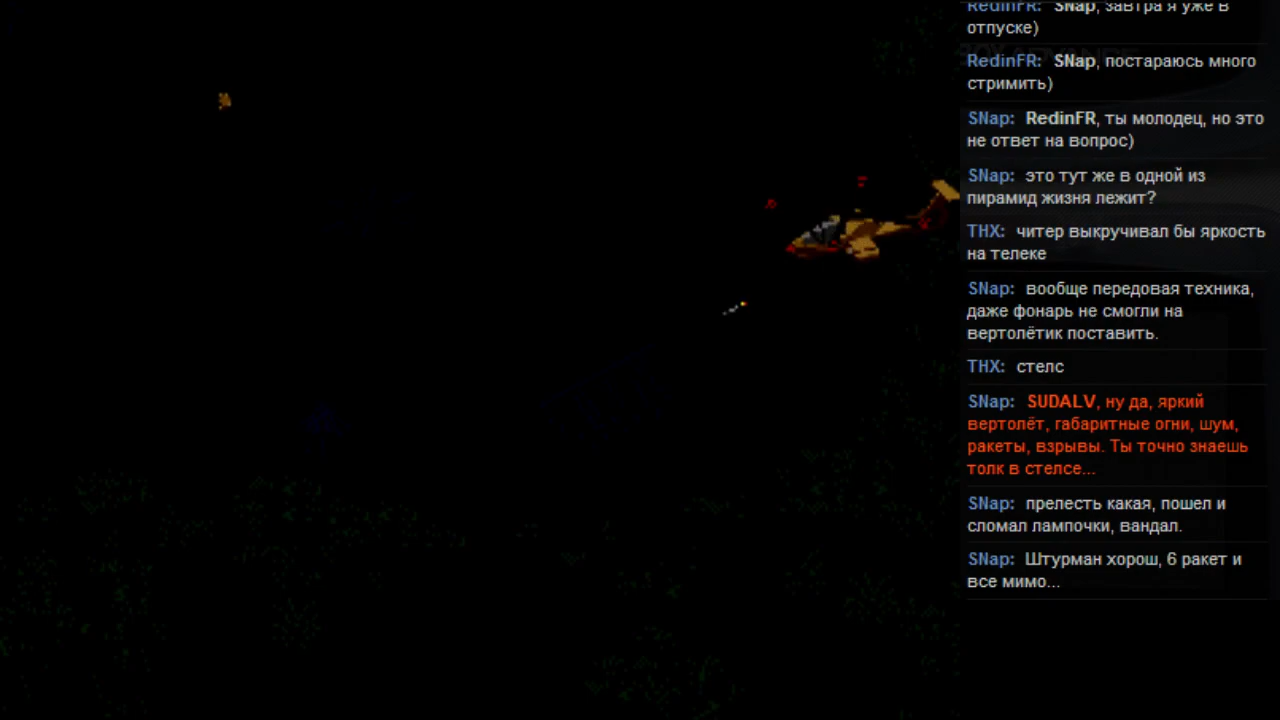 RedinFR: SNap, завтра я уже в
отпуске)
RedinFR: SNap, постараюсь много
стримить)
SNap: RedinFR, ты молодец, но это
не ответ на вопрос)
SNap: это тут же в одной из
пирамид жизня лежит?
THX: читер выкручивал бы яркость
на телеке
SNap: вообще передовая техника,
даже фонарь не смогли на
вертолётик поставить.
THX: стелс
SNap: SUDALV, ну да, яркий
вертолёт, габаритные огни, шум,
ракеты, взрывы. Ты точно знаешь
толк в стелсе...
SNap: прелесть какая, пошел и
сломал лампочки, вандал.
SNap: Штурман хорош, 6 ракет и
все мимо...